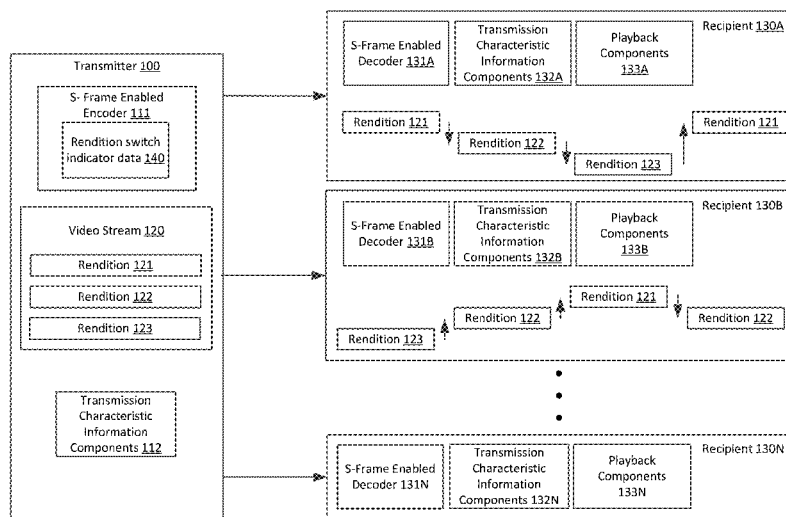 Transmitter 100
S- Frame Enabled
Encoder 111
Rendition switch
indicator data 140
Video Stream 120
Rendition 121
Rendition 122
Rendition 123
Transmission
Characteristic
Information
Components 112
Recipient 130A
S-Frame Enabled
Decoder 131A
Transmission
Characteristic
Information
Components 132A
Playback
Components
133A
Rendition 121
Rendition 122
Rendition 123
Rendition 121
Recipient 130B
S-Frame Enabled
Decoder 131B
Transmission
Characteristic
Information
Components 132B
Playback
Components
133B
Rendition 123
Rendition 122
Rendition 121
Rendition 122
Recipient 130N
S-Frame Enabled
Decoder 131N
Transmission
Characteristic
Information
Components 132N
Playback
Components
133N